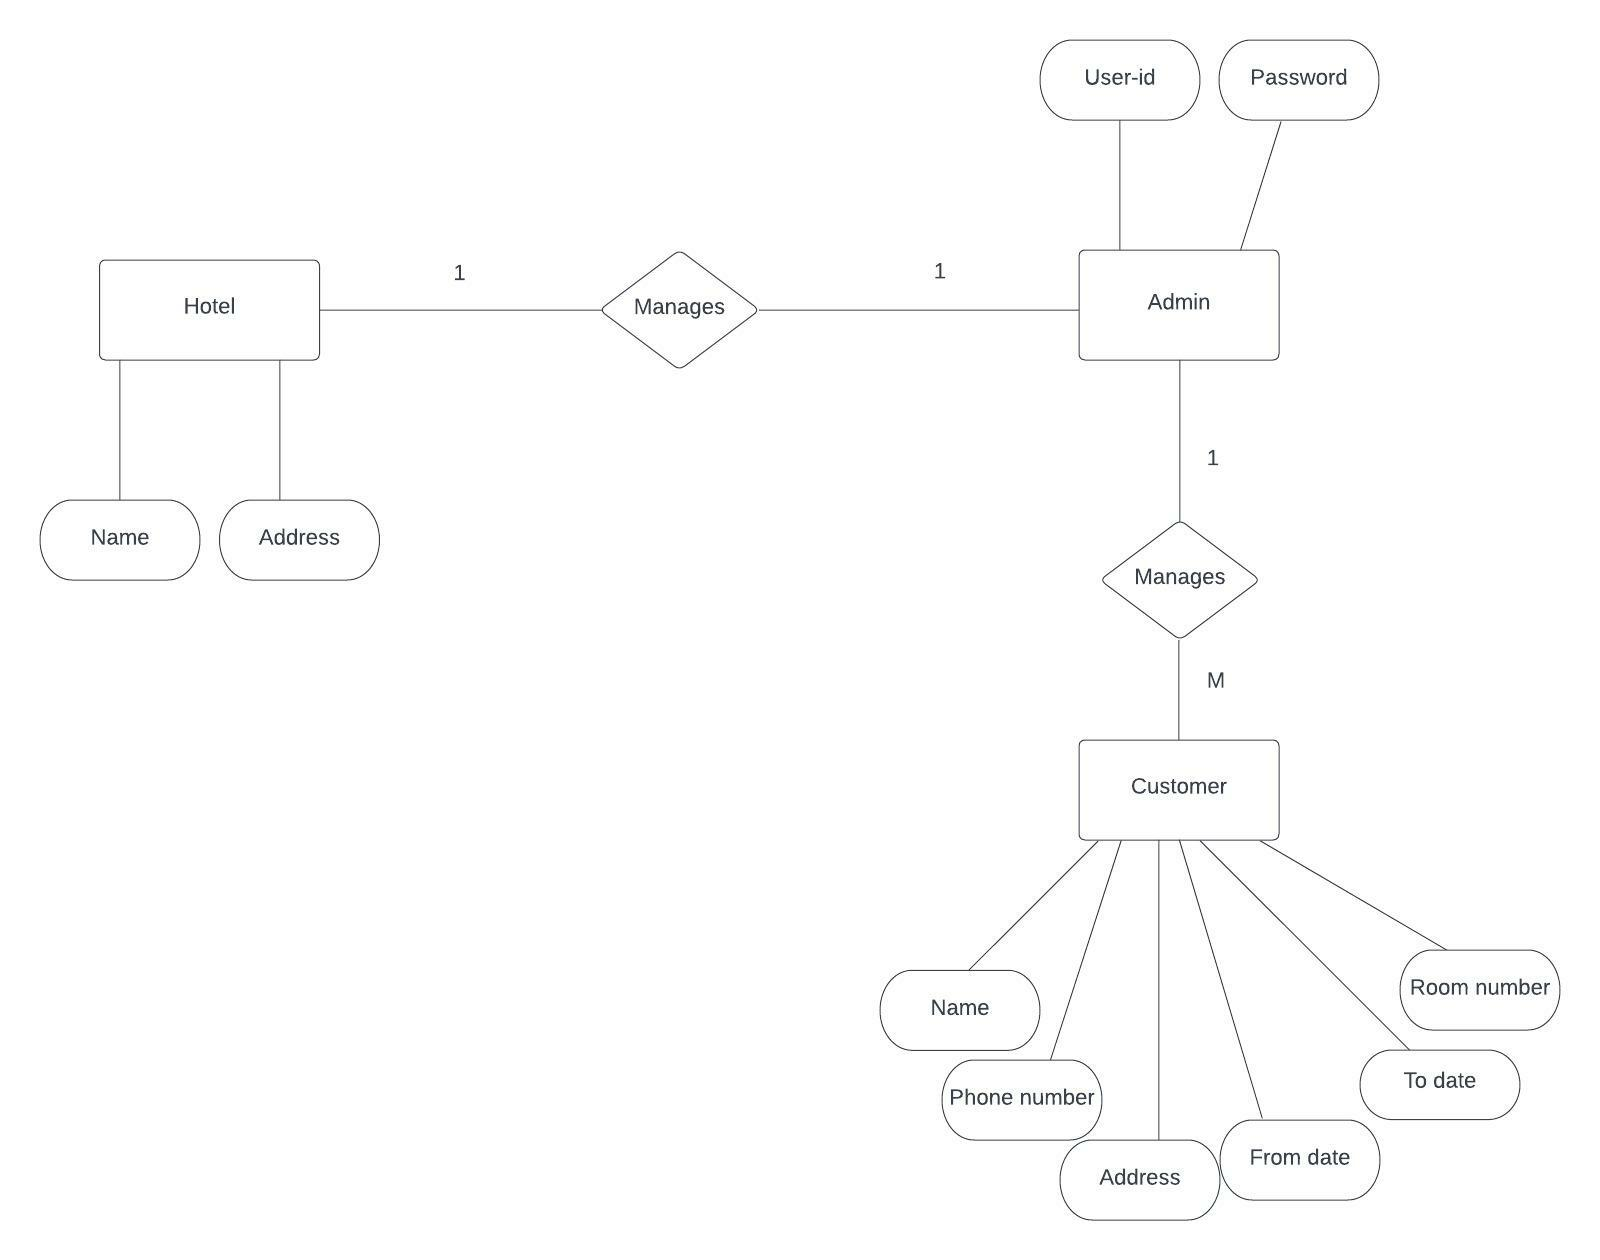 User-id
Password
Hotel
1
Manages
1
Admin
1
Name
Address
Manages
M
Customer
Name
Phone number
Address
From date
To date
Room number